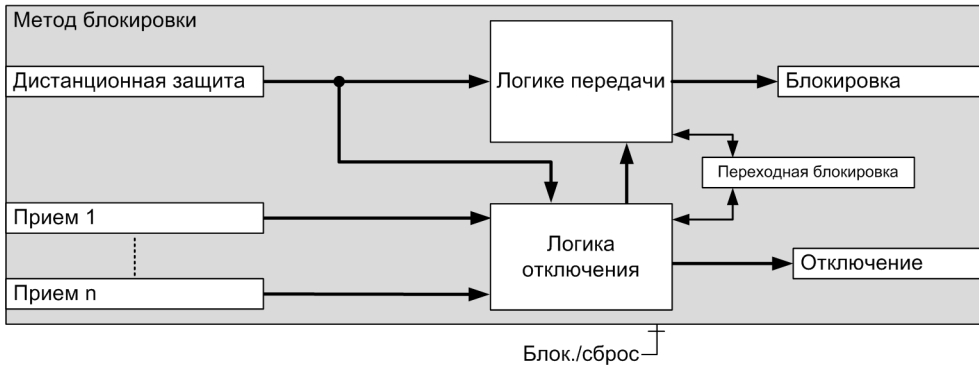 Метод блокировки
Дистанционная защита
Логике передачи
Блокировка
Переходная блокировка
Прием 1
Логика
отключения
Отключение
Прием n
Блок./сброс